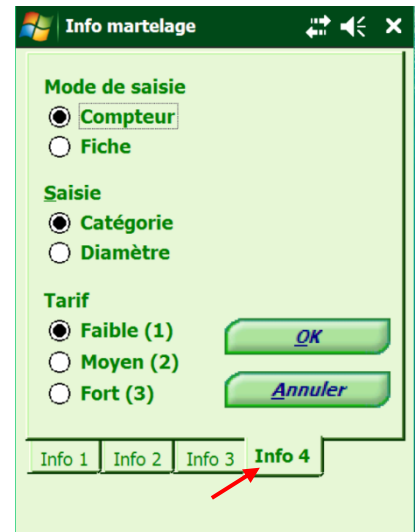 Info martelage
Mode de saisie
Compteur
Fiche
Saisie
Catégorie
Diamètre
Tarif
Faible (1)
Moyen (2)
Fort (3)
OK
Annuler
Info 1 Info 2 Info 3 Info 4